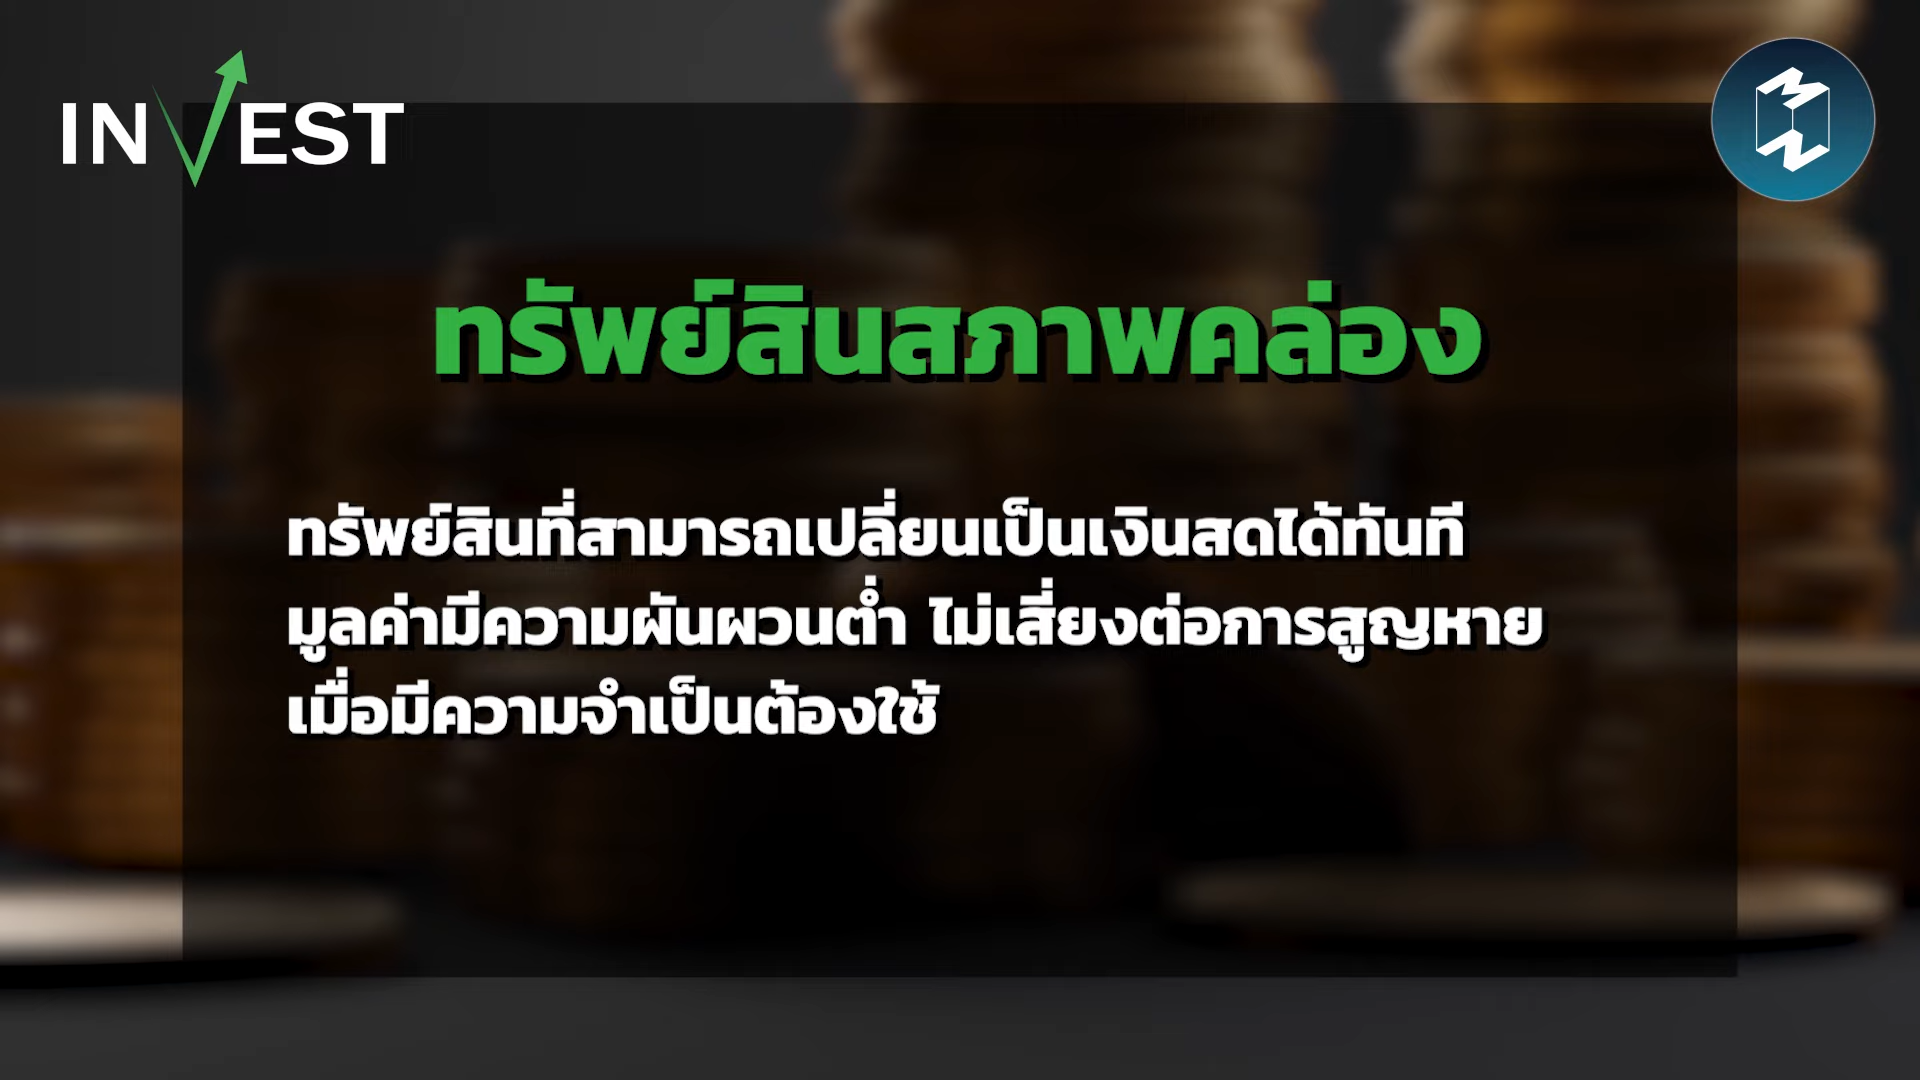 INVEST
ทรัพย์สินสภาพคล่อง
ทรัพย์สินที่สามารถเปลี่ยนเป็นเงินสดได้ทันที
มูลค่ามีความผันผวนต่ำ ไม่เสี่ยงต่อการสูญหาย
เมื่อมีความจำเป็นต้องใช้